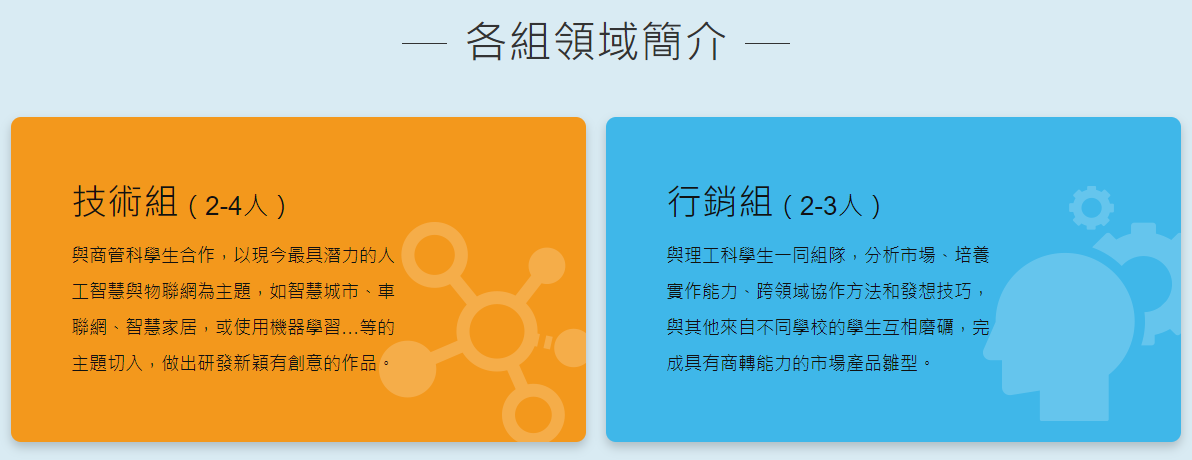 各組領域簡介
技術組(2-4人)
與商管科學生合作，以現今最具潛力的人
工智慧與物聯網為主題，如智慧城市、車
聯網、智慧家居，或使用機器學習...等的
主題切入，做出研發新穎有創意的作品。
行銷組(2-3人)
與理工科學生一同組隊，分析市場、培養
實作能力、跨領域協作方法和發想技巧，
與其他來自不同學校的學生互相磨礪，完
成具有商轉能力的市場產品雛型。